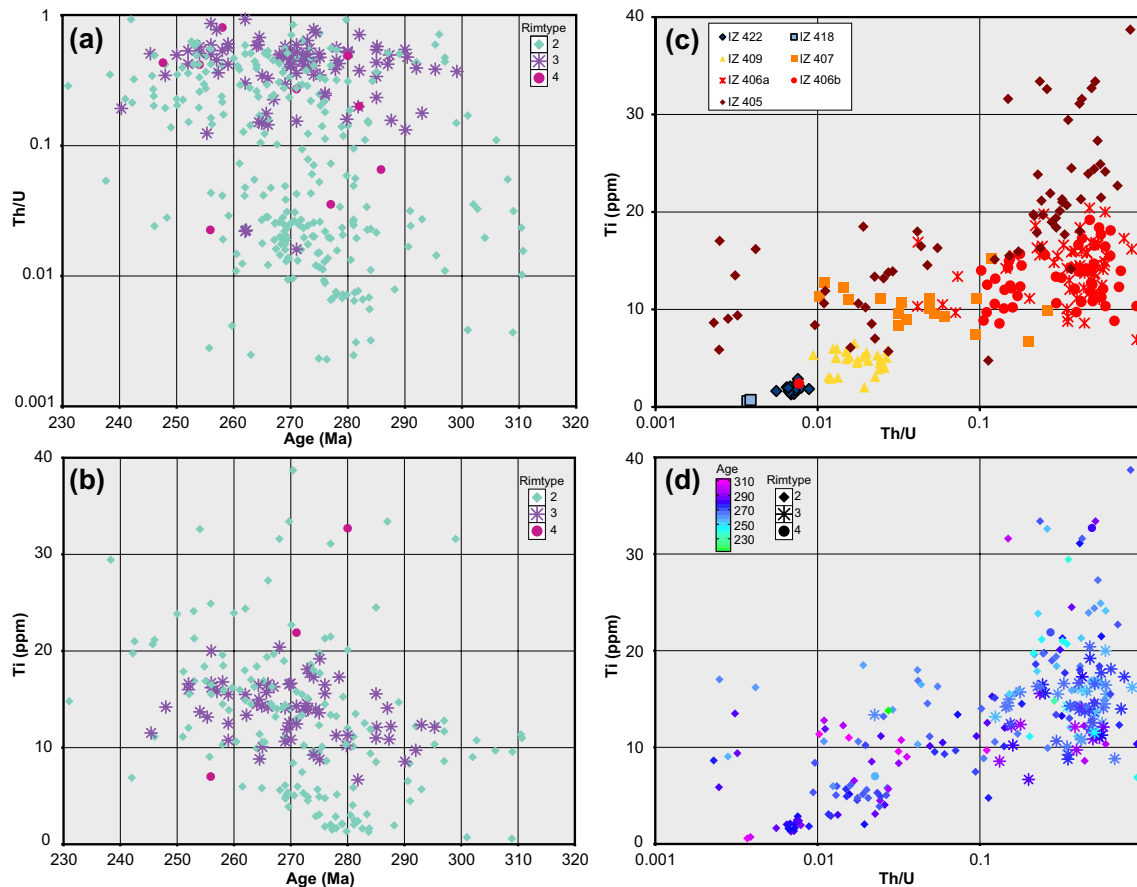 (a)
Rimtype
2
3
4
1
0.1
0.01
0.001
Th/U
230 240 250 260 270 280 290 300 310 320
Age (Ma)
(c)
IZ 422 IZ 418
IZ 409 IZ 407
IZ 406a IZ 406b
IZ 405
40
30
20
10
0
Ti (ppm)
0.001 0.01 0.1
Th/U
(b)
Rimtype
2
3
4
40
30
20
10
0
Ti (ppm)
230 240 250 260 270 280 290 300 310 320
Age (Ma)
(d)
Age Rimtype
310 2
290
270 3
250
230 4
40
30
20
10
0
Ti (ppm)
0.001 0.01 0.1
Th/U